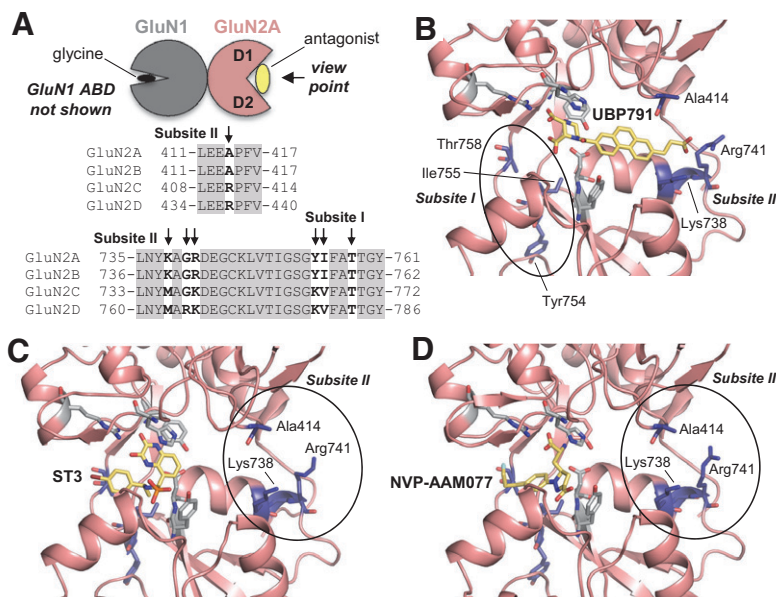 A
GluN1 GluN2A
glycine
antagonist
D1
D2
GluN1 ABD
not shown
view
point
Subsite II
GluN2A 411-LEEAPFV-417
GluN2B 411-LEEAPFV-417
GluN2C 408-LEERPFV-414
GluN2D 434-LEERPFV-440
Subsite II Subsite I
GluN2A 735-LNYKAGRDEGCKLVTIGSGYIFATTGY-761
GluN2B 736-LNYKAGRDEGCKLVTIGSGYIFATTGY-762
GluN2C 733-LNYMAGKDEGCKLVTIGSGKVFATTGY-772
GluN2D 760-LNYMARKDEGCKLVTIGSGKVFATTGY-786
B
UBP791
Ala414
Thr758
Arg741
Ile755
Subsite I
Subsite II
Lys738
Tyr754
C
Subsite II
Ala414
Arg741
Lys738
ST3
D
Subsite II
Ala414
Lys738
Arg741
NVP-AAM077